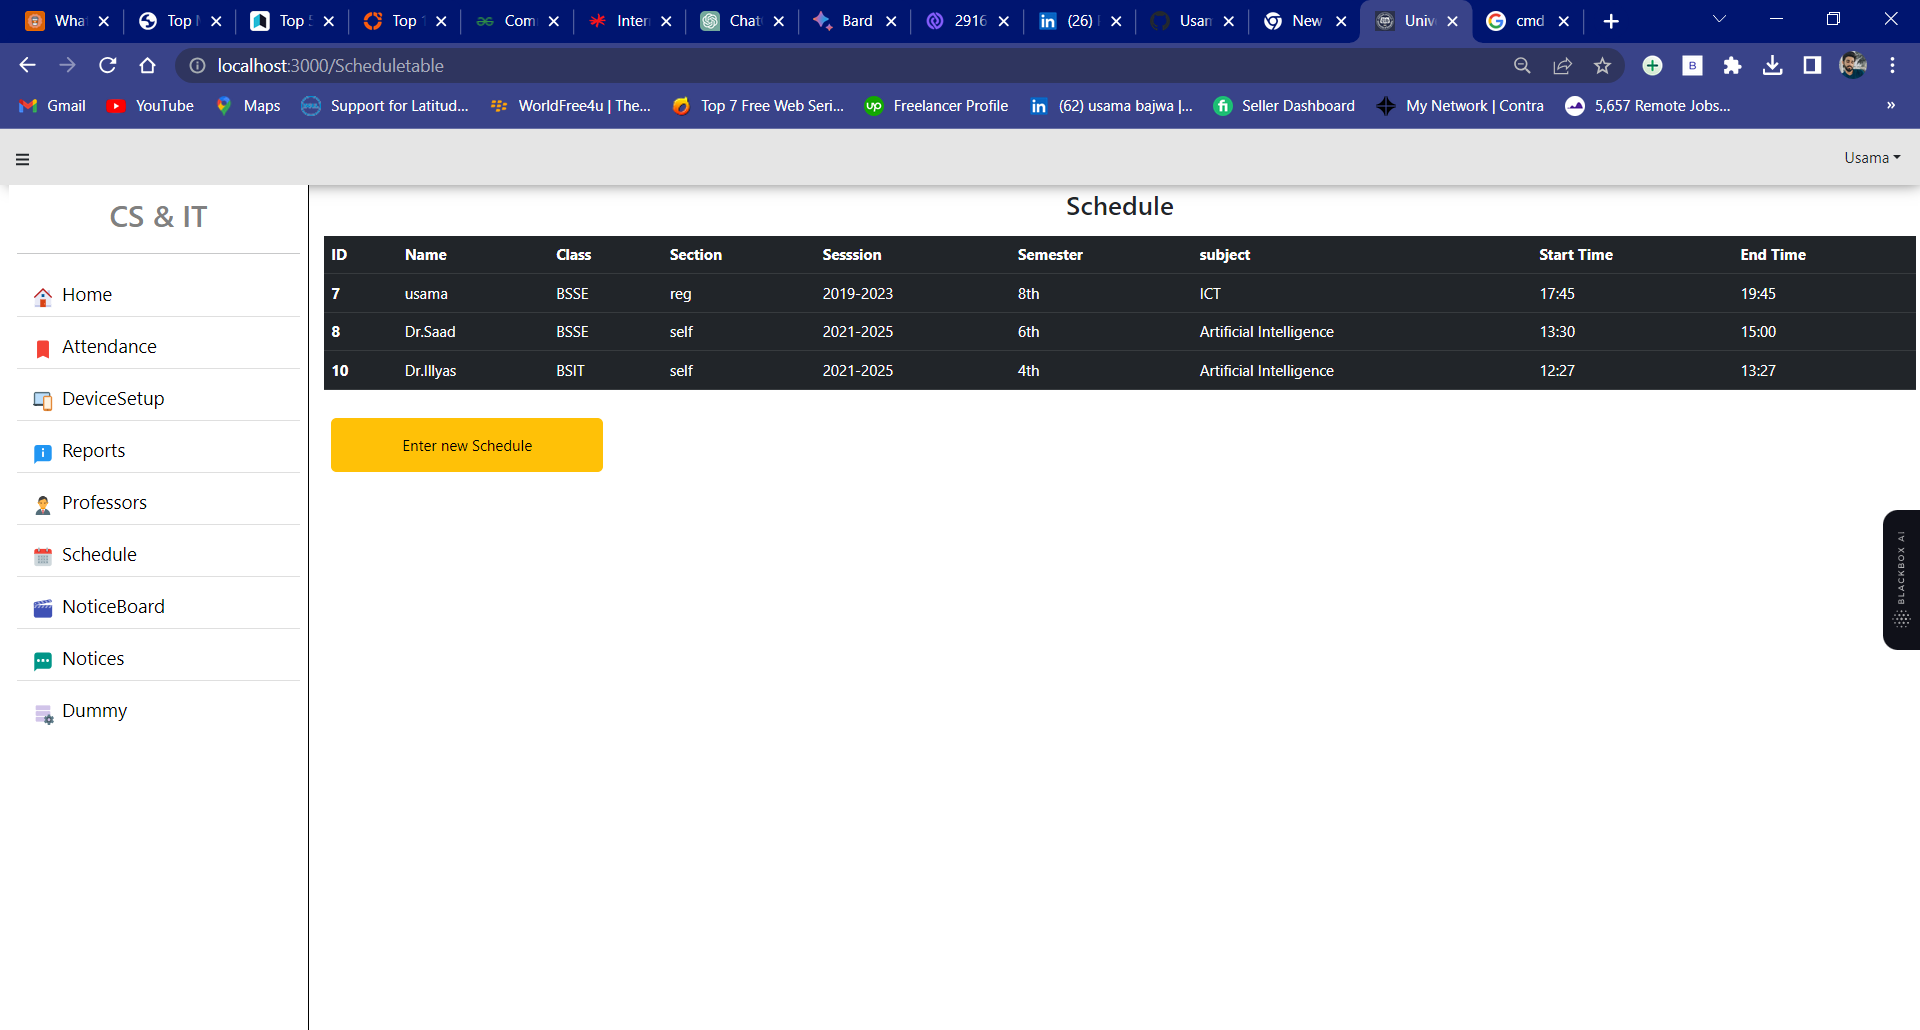 What Top M Top 5 Top 1 Com Inter Chat Bard 2916 (26) Usam New Univ cmd
localhost:3000/Scheduletable
Gmail YouTube Maps Support for Latitud... WorldFree4u | The... Top 7 Free Web Seri... Freelancer Profile (62) usama bajwa |... Seller Dashboard My Network | Contra 5,657 Remote Jobs... »
Usama
CS & IT
Home
Attendance
DeviceSetup
Reports
Professors
Schedule
NoticeBoard
Notices
Dummy
Schedule
ID Name Class Section Sesssion Semester subject Start Time End Time
7 usama BSSE reg 2019-2023 8th ICT 17:45 19:45
8 Dr.Saad BSSE self 2021-2025 6th Artificial Intelligence 13:30 15:00
10 Dr.Illyas BSIT self 2021-2025 4th Artificial Intelligence 12:27 13:27
Enter new Schedule
BLACKBOX AI